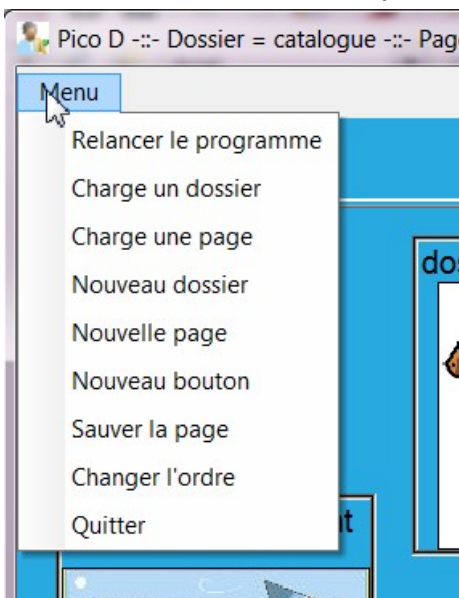 Pico D -::- Dossier = catalogue -::- Pag
Menu
Relancer le programme
Charge un dossier
Charge une page
Nouveau dossier
Nouvelle page
Nouveau bouton
Sauver la page
Changer l'ordre
Quitter